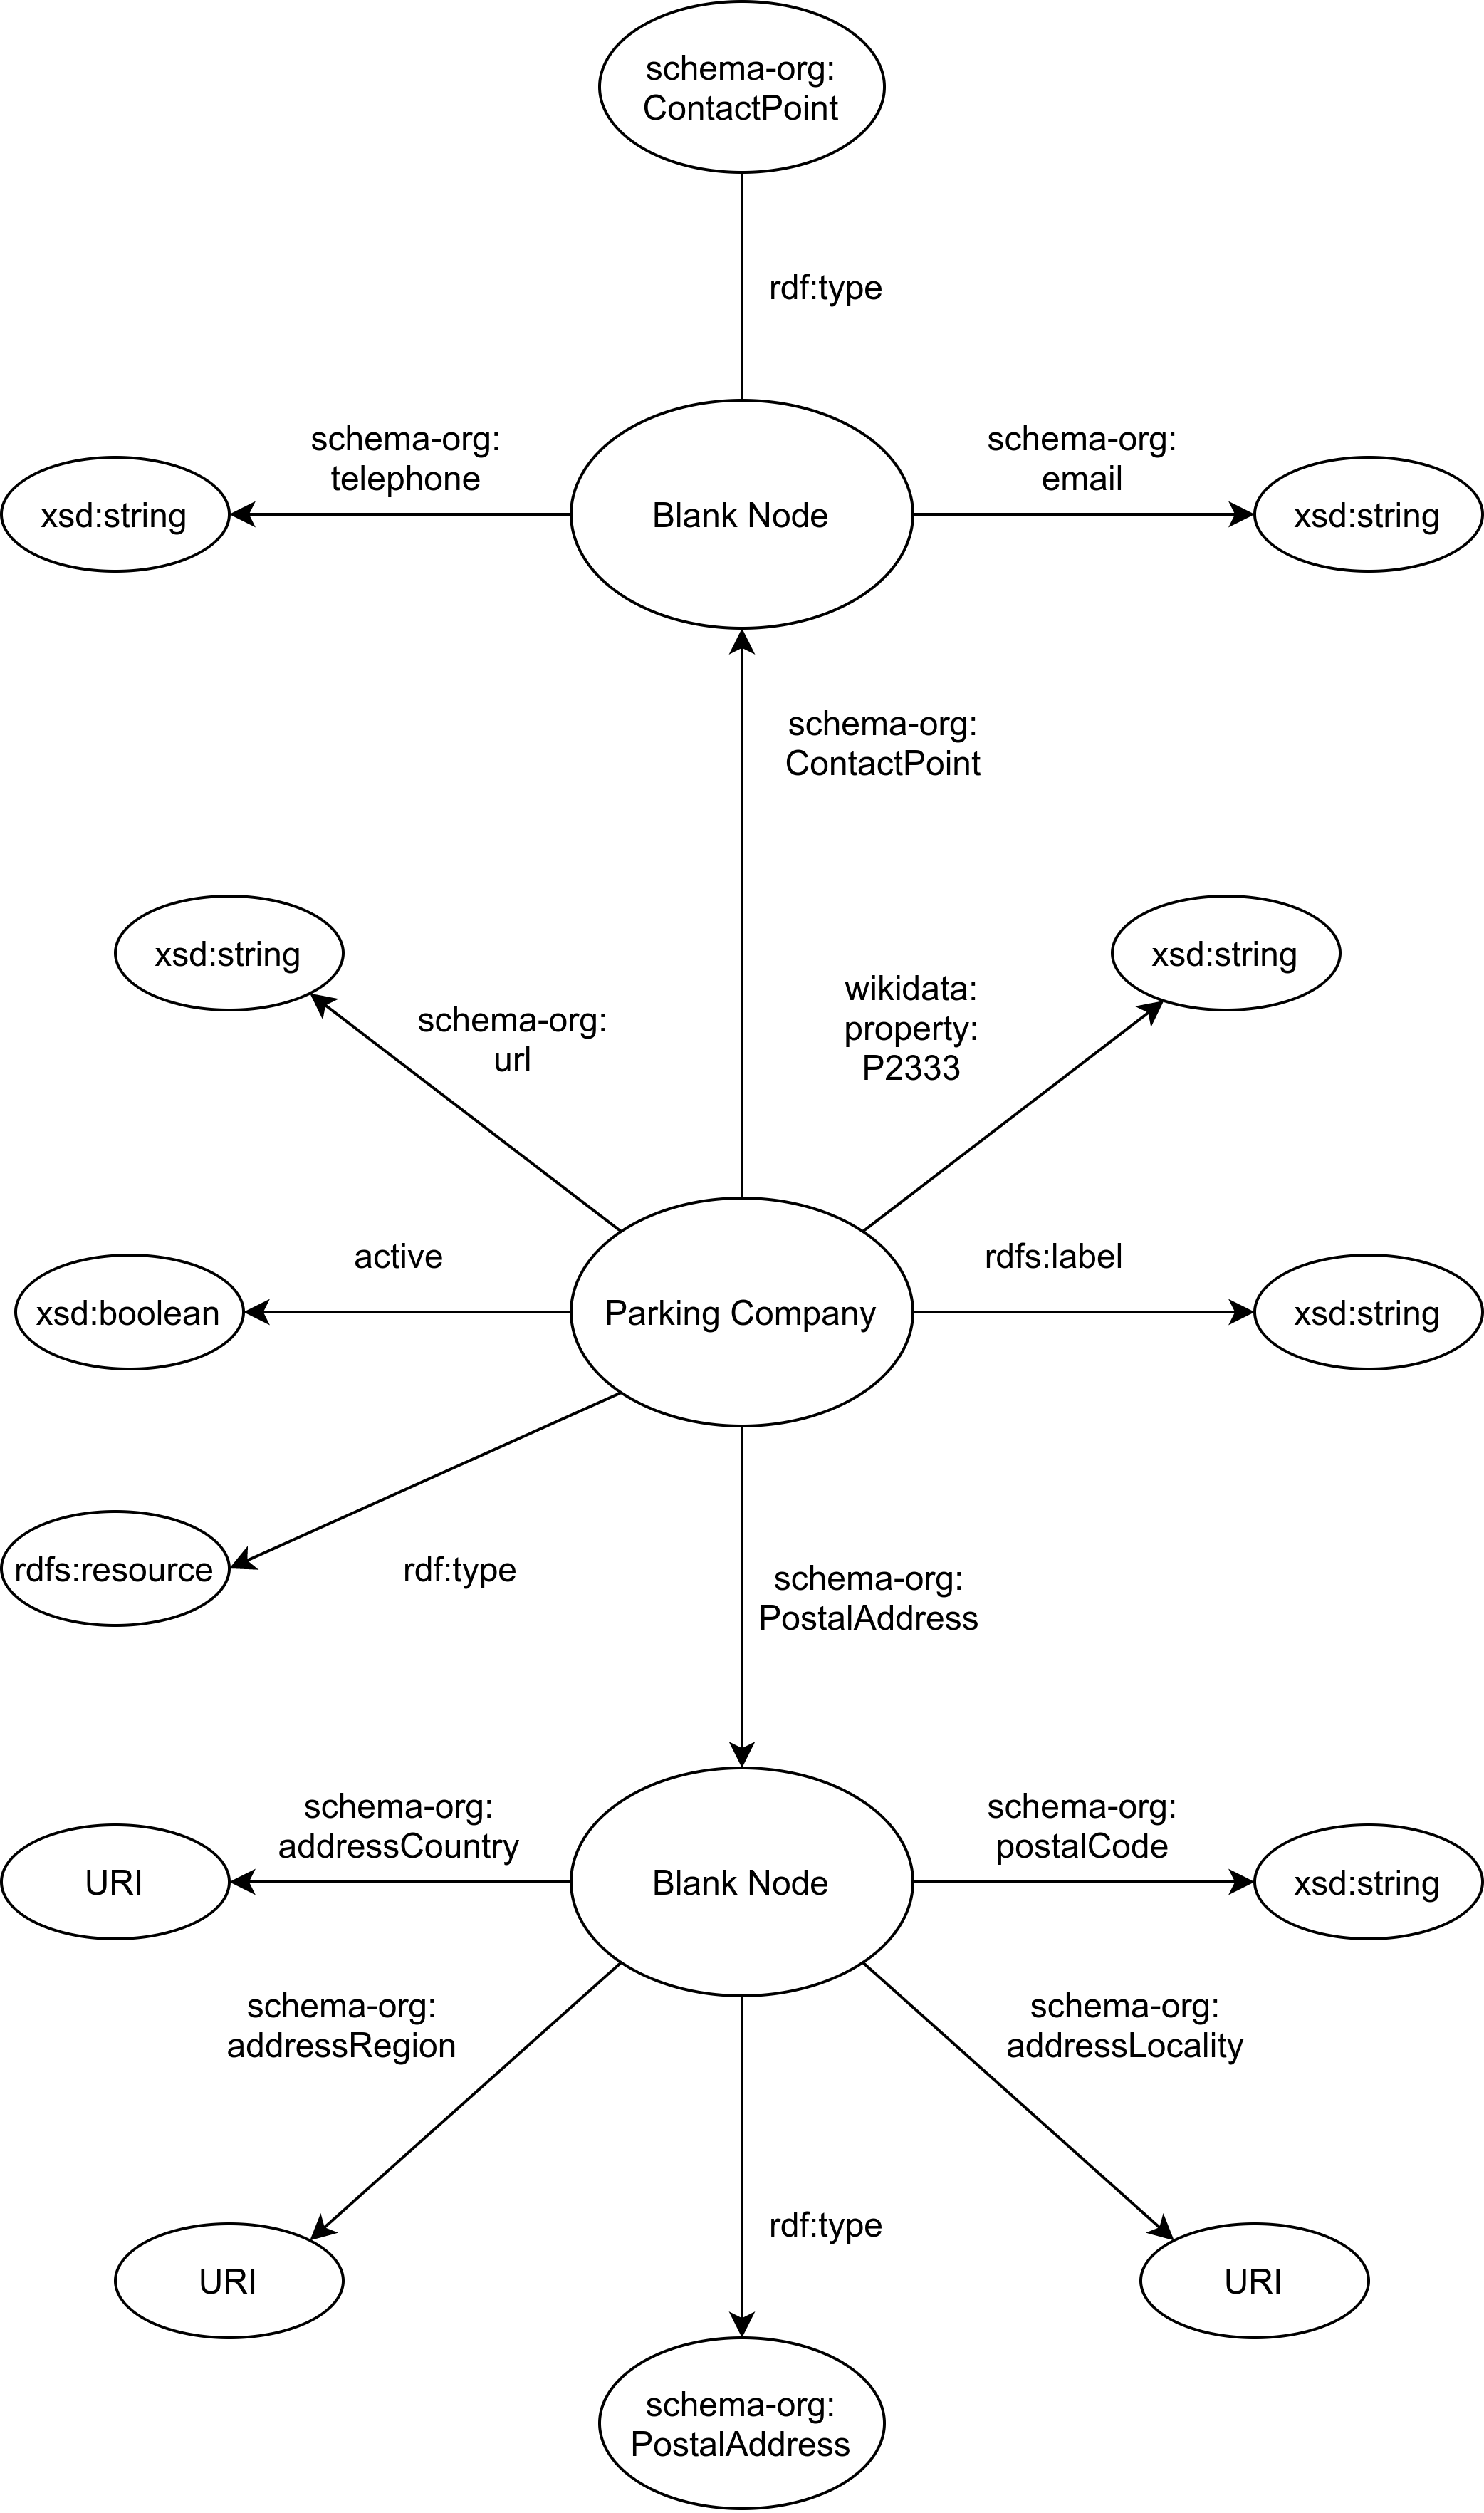 schema-org:
ContactPoint
rdf:type
schema-org:
telephone
schema-org:
email
xsd:string
Blank Node
xsd:string
schema-org:
ContactPoint
xsd:string
xsd:string
schema-org:
url
wikidata:
property:
P2333
active
rdfs:label
xsd:boolean
Parking Company
xsd:string
rdfs:resource
rdf:type
schema-org:
PostalAddress
schema-org:
addressCountry
schema-org:
postalCode
URI
Blank Node
xsd:string
schema-org:
addressRegion
schema-org:
addressLocality
rdf:type
URI
URI
schema-org:
PostalAddress